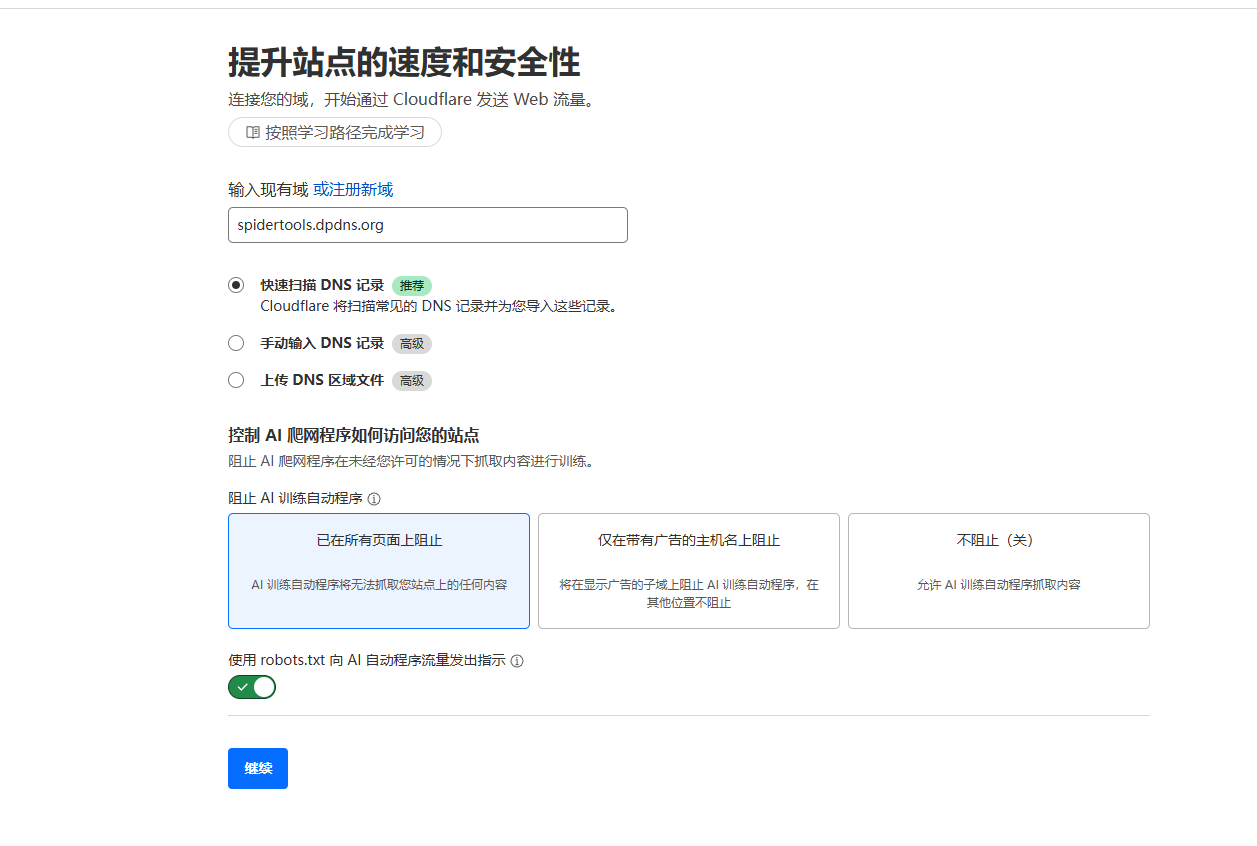 提升站点的速度和安全性
连接您的域，开始通过 Cloudflare 发送 Web 流量。
按照学习路径完成学习
输入现有域 或注册新域
spidertools.dpdns.org
快速扫描 DNS 记录 推荐
Cloudflare 将扫描常见的 DNS 记录并为您导入这些记录。
手动输入 DNS 记录 高级
上传 DNS 区域文件 高级
控制 AI 爬网程序如何访问您的站点
阻止 AI 爬网程序在未经您许可的情况下抓取内容进行训练。
阻止 AI 训练自动程序
已在所有页面上阻止
AI 训练自动程序将无法抓取您站点上的任何内容
仅在带有广告的主机名上阻止
将在显示广告的子域上阻止 AI 训练自动程序，在
其他位置不阻止
不阻止（关）
允许 AI 训练自动程序抓取内容
使用 robots.txt 向 AI 自动程序流量发出指示
继续